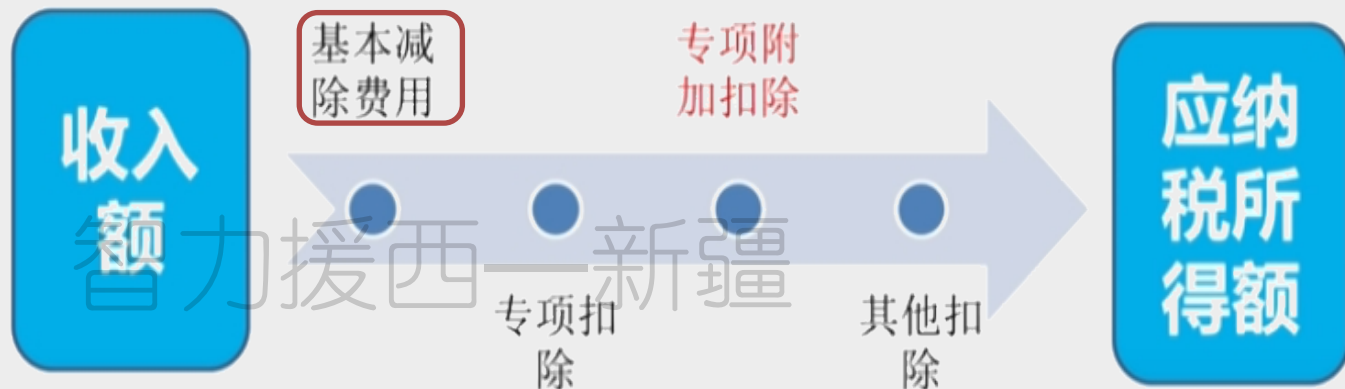 收入
额
基本减
除费用
专项扣
除
专项附
加扣除
其他扣
除
应纳
税所
得额
智力援西——新疆